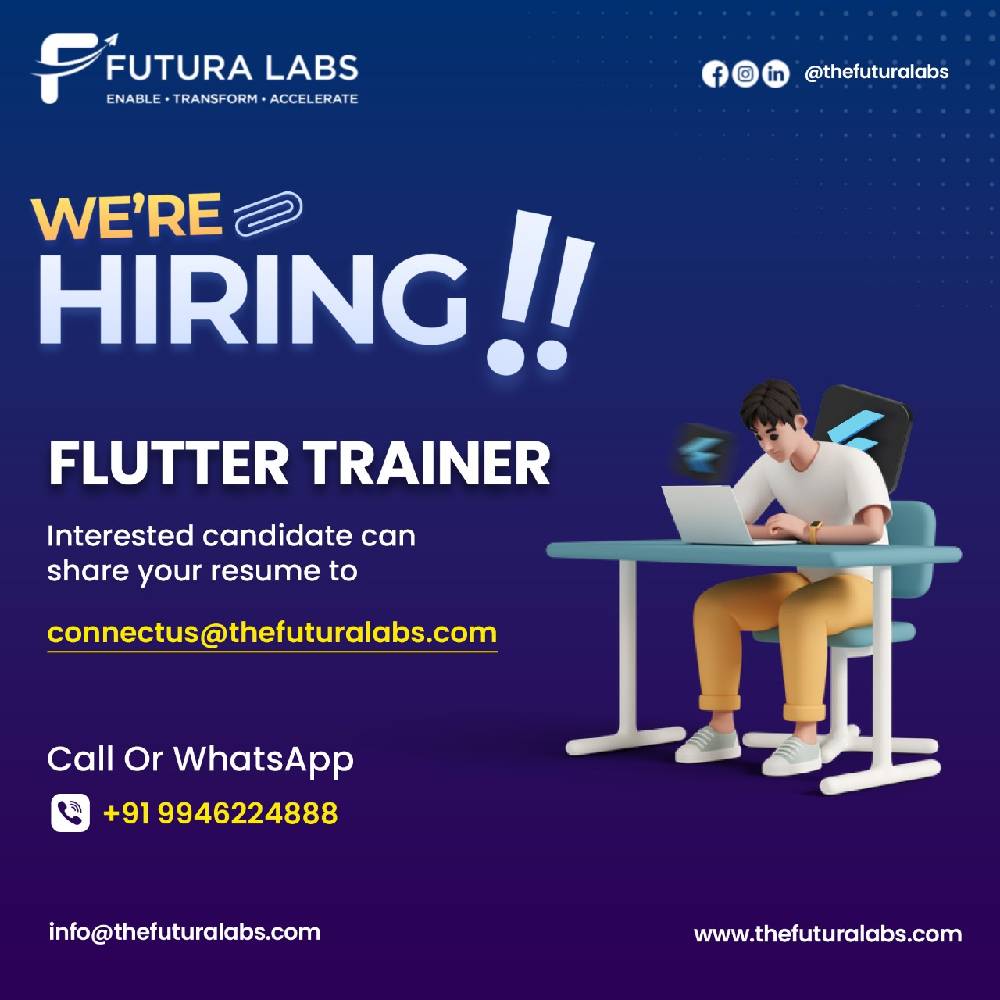 FUTURA LABS
ENABLE • TRANSFORM • ACCELERATE
@thefuturalabs
WE'RE
HIRING!!
FLUTTER TRAINER
Interested candidate can
share your resume to
connectus@thefuturalabs.com
Call Or WhatsApp
+91 9946224888
info@thefuturalabs.com
www.thefuturalabs.com